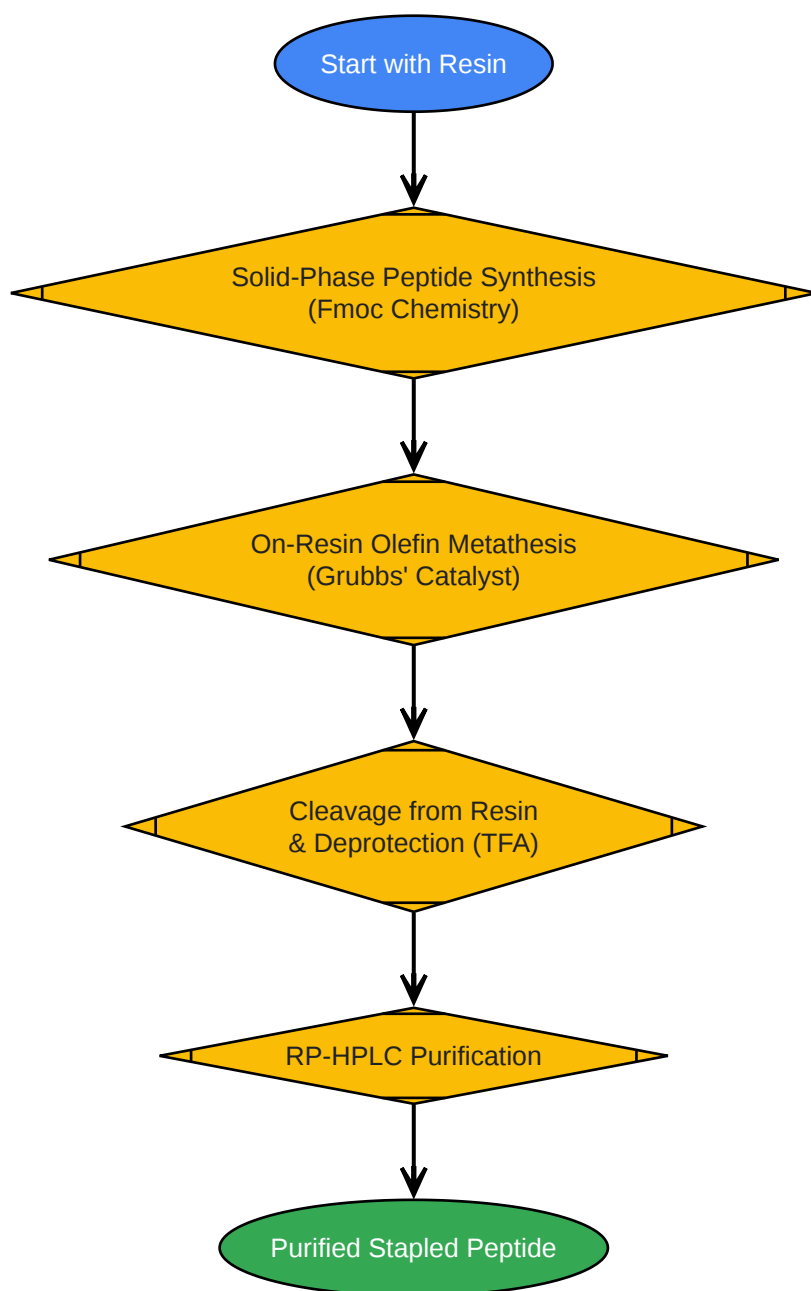 Start with Resin
Solid-Phase Peptide Synthesis
(Fmoc Chemistry)
On-Resin Olefin Metathesis
(Grubbs' Catalyst)
Cleavage from Resin
& Deprotection (TFA)
RP-HPLC Purification
Purified Stapled Peptide